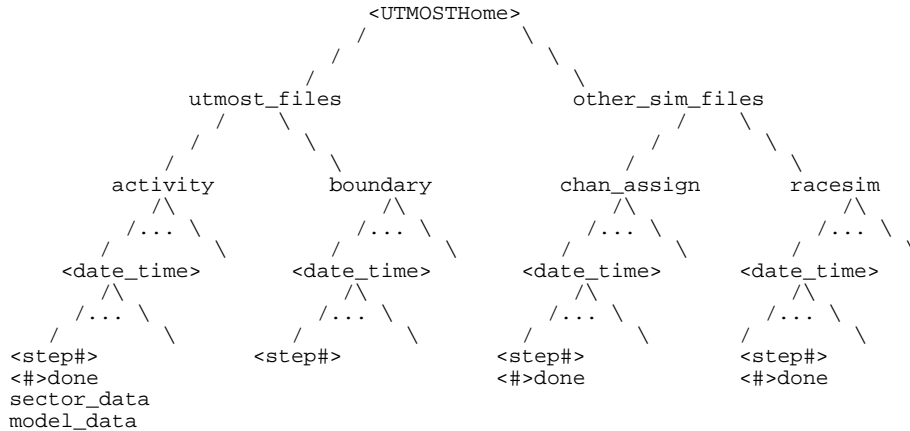 <UTMOSTHome>
utmost_files other_sim_files
activity boundary chan_assign racesim
... ... ... ...
<date_time> <date_time> <date_time> <date_time>
... ... ... ...
<step#> <step#> <step#> <step#>
<#>done <#>done <#>done
sector_data
model_data